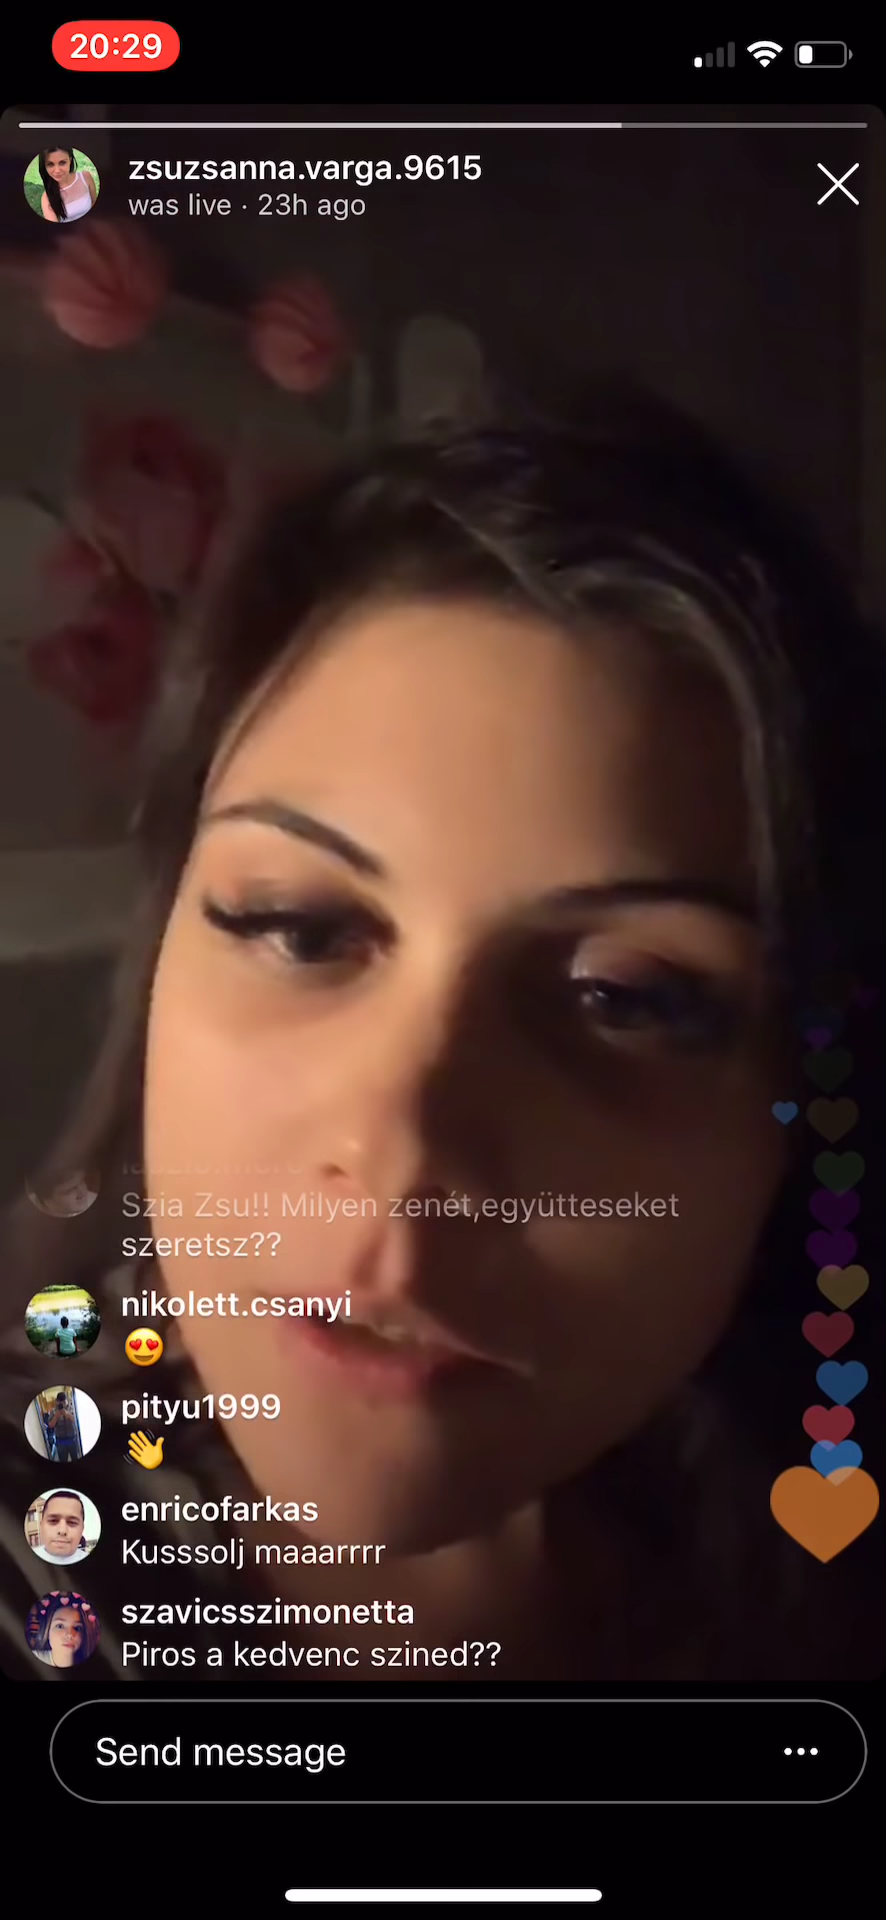 20:29
zsuzsanna.varga.9615
was live · 23h ago
Szia Zsu!! Milyen zenét,együtteseket
szeretsz??
nikolett.csanyi
😍
pityu1999
👋
enricofarkas
Kusssolj maaarrrr
szavicsszimonetta
Piros a kedvenc szined??
Send message